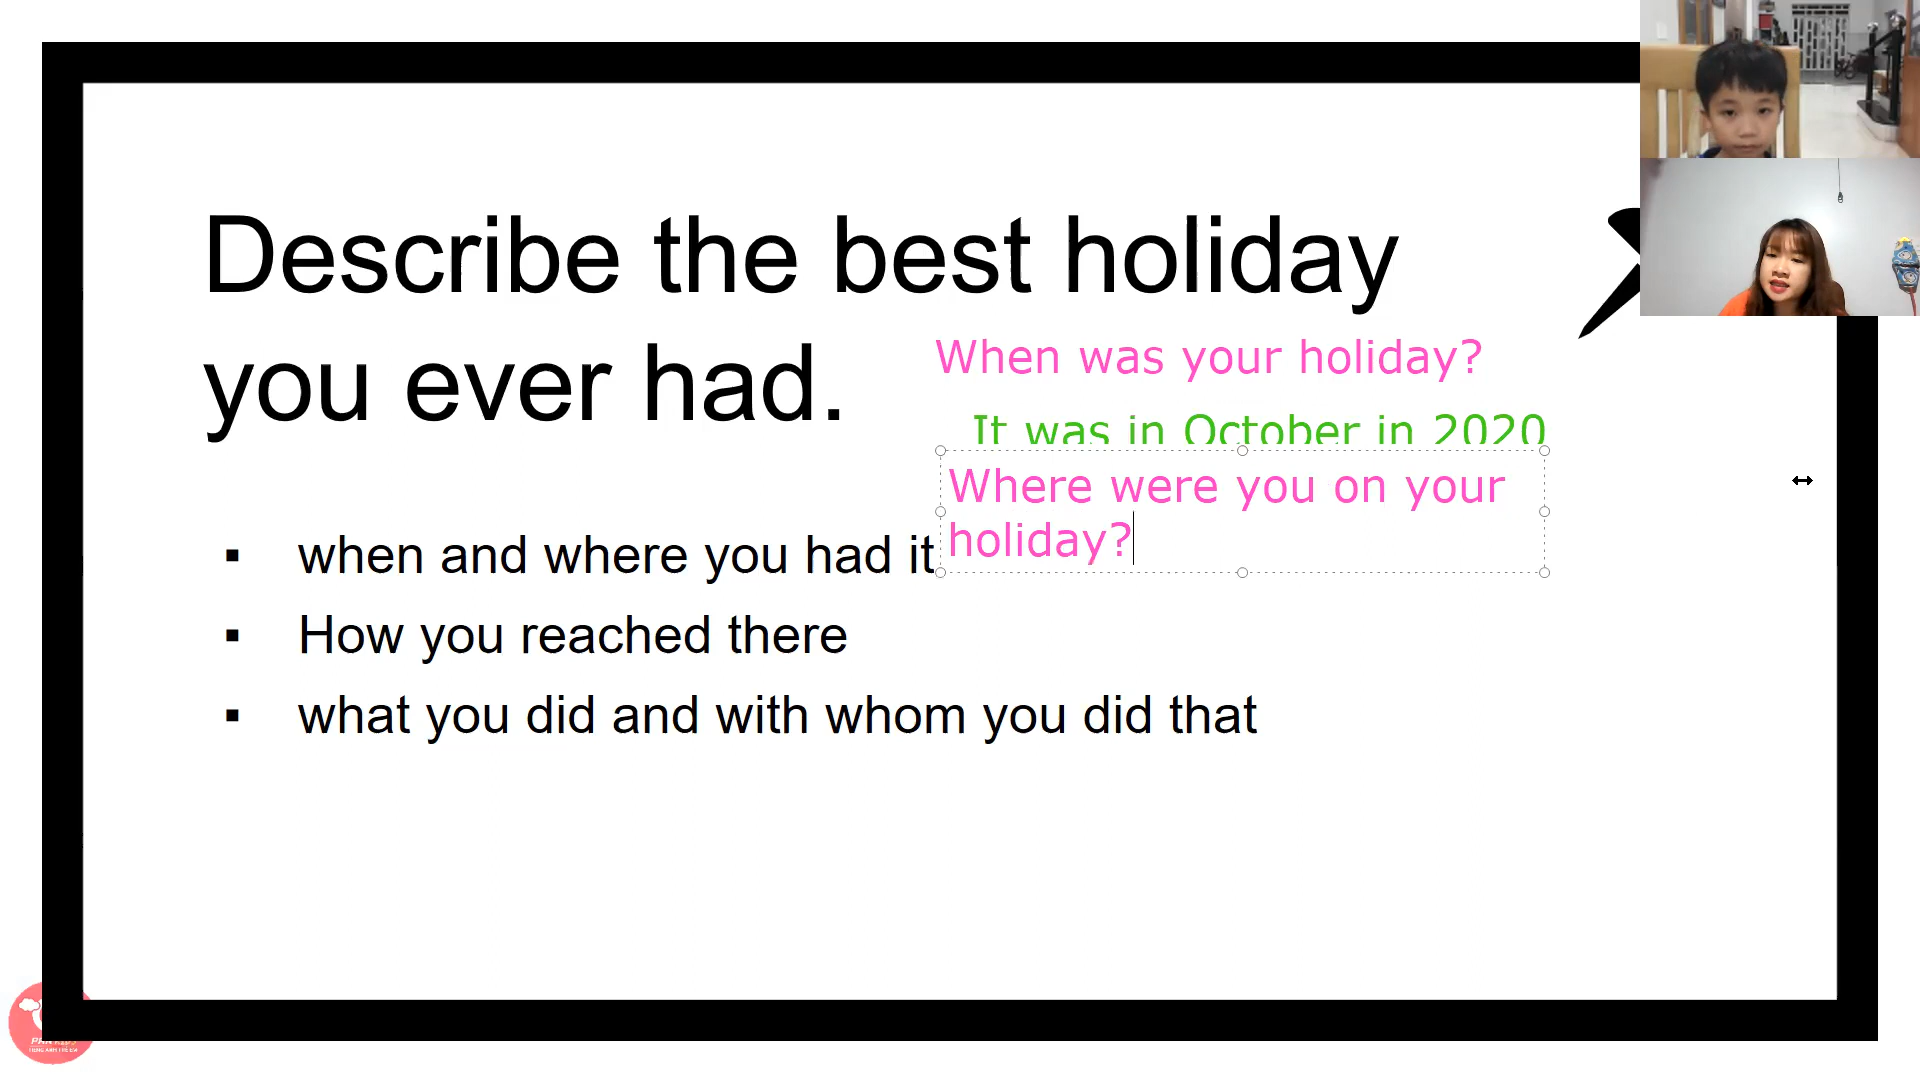 Describe the best holiday
you ever had.
When was your holiday?
It was in October in 2020
Where were you on your
holiday?
▪ when and where you had it
▪ How you reached there
▪ what you did and with whom you did that